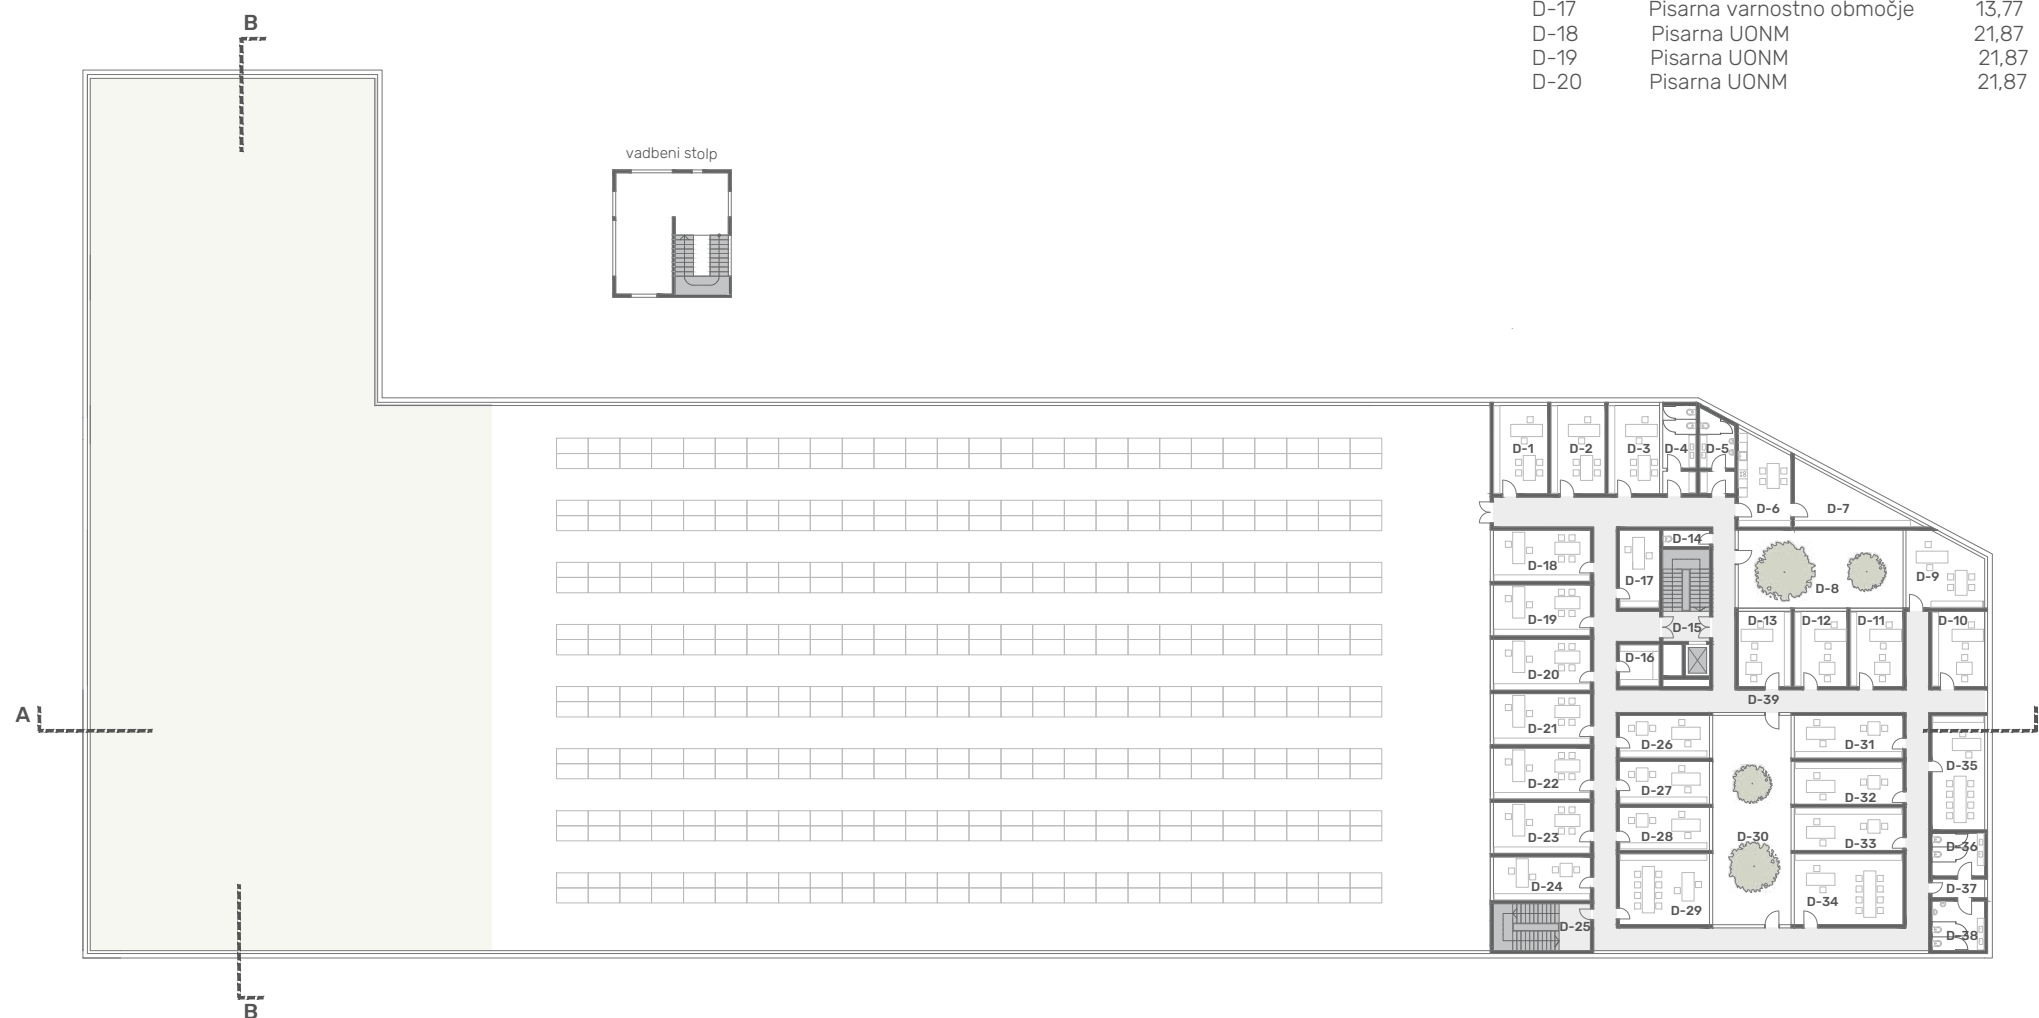 D-17 Pisarna varnostno območje 13,77
D-18 Pisarna UONM 21,87
D-19 Pisarna UONM 21,87
D-20 Pisarna UONM 21,87
B
vadbeni stolp
D-1 D-2 D-3 D-4 D-5
D-6 D-7
D-14
D-18
D-17
D-9
D-8
D-19
D-15
D-13 D-12 D-11 D-10
D-16
D-20
D-39
A
D-21
D-26
D-31
D-35
D-22
D-27
D-32
D-23
D-28
D-30
D-33
D-36
D-24
D-37
D-29
D-34
D-25
D-38
B